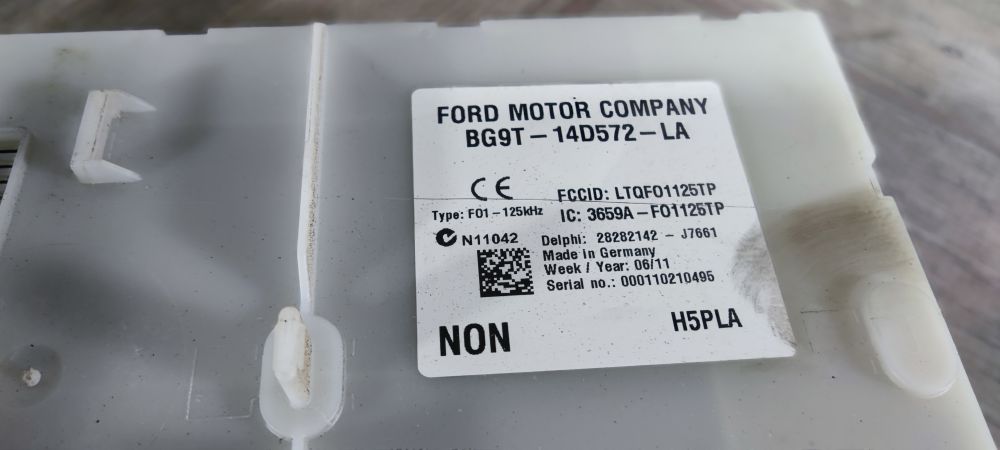 FORD MOTOR COMPANY
BG9T-14D572-LA
CE
FCCID: LTQFO1125TP
Type: FO1-125kHz
IC: 3659A-FO1125TP
N11042
Delphi: 28282142 - J7661
Made in Germany
Week / Year: 06/11
Serial no.: 000110210495
NON
H5PLA